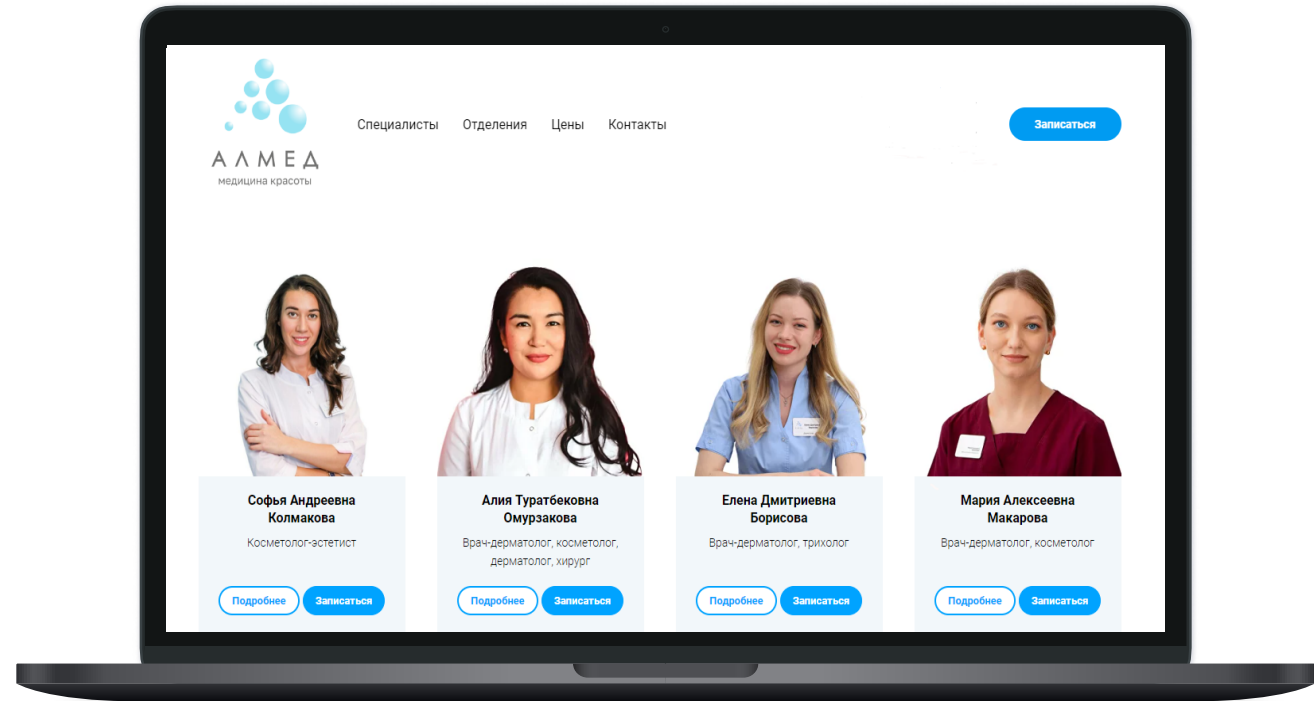 АЛМЕД
медицина красоты
Специалисты Отделения Цены Контакты
Записаться
Софья Андреевна
Колмакова
Косметолог-эстетист
Подробнее Записаться
Алия Туратбековна
Омурзакова
Врач-дерматолог, косметолог,
дерматолог, хирург
Подробнее Записаться
Елена Дмитриевна
Борисова
Врач-дерматолог, трихолог
Подробнее Записаться
Мария Алексеевна
Макарова
Врач-дерматолог, косметолог
Подробнее Записаться